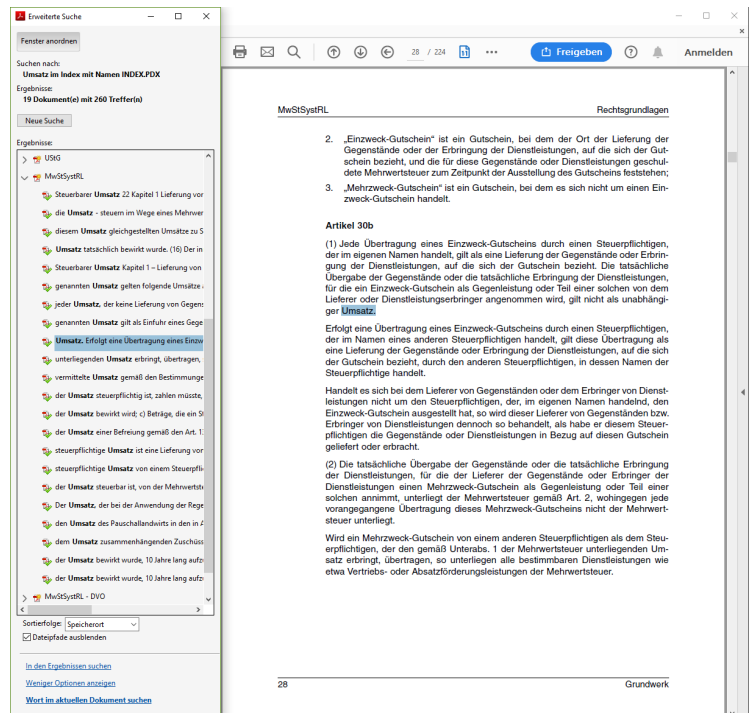 Erweiterte Suche
Fenster anordnen
Suchen nach:
Umsatz im Index mit Namen INDEX.PDX
Ergebnisse:
19 Dokument(e) mit 260 Treffer(n)
Neue Suche
Ergebnisse:
UStG
MwStSystRL
Steuerbarer Umsatz 22 Kapitel 1 Lieferung vor
die Umsatz - steuern im Wege eines Mehrwer
diesem Umsatz gleichgestellten Umsätze zu S
Umsatz tatsächlich bewirkt wurde. (16) Der in
Steuerbarer Umsatz Kapitel 1 – Lieferung von
genannten Umsatz gelten folgende Umsätze
jeder Umsatz, der keine Lieferung von Gegens
genannten Umsatz gilt als Einfuhr eines Gege
Umsatz. Erfolgt eine Übertragung eines Einzw
unterliegenden Umsatz erbringt, übertragen,
vermittelte Umsatz gemäß den Bestimmunge
der Umsatz steuerpflichtig ist, zahlen müsste,
der Umsatz bewirkt wird; c) Beträge, die ein St
der Umsatz einer Befreiung gemäß den Art. 13
steuerpflichtige Umsatz ist eine Lieferung vor
steuerpflichtige Umsatz von einem Steuerpfli
der Umsatz steuerbar ist, von der Mehrwertste
Der Umsatz, der bei der Anwendung der Rege
den Umsatz des Pauschallandwirts in den in A
dem Umsatz zusammenhängenden Zuschüss
der Umsatz bewirkt wurde, 10 Jahre lang aufz
der Umsatz bewirkt wurde, 10 Jahre lang aufz
MwStSystRL - DVO
Sortierfolge: Speicherort
Dateipfade ausblenden
In den Ergebnissen suchen
Weniger Optionen anzeigen
Wort im aktuellen Dokument suchen
28 / 224
Freigeben
Anmelden
MwStSystRL Rechtsgrundlagen
2. „Einzweck-Gutschein“ ist ein Gutschein, bei dem der Ort der Lieferung der
Gegenstände oder der Erbringung der Dienstleistungen, auf die sich der Gut-
schein bezieht, und die für diese Gegenstände oder Dienstleistungen geschul-
dete Mehrwertsteuer zum Zeitpunkt der Ausstellung des Gutscheins feststehen;
3. „Mehrzweck-Gutschein“ ist ein Gutschein, bei dem es sich nicht um einen Ein-
zweck-Gutschein handelt.
Artikel 30b
(1) Jede Übertragung eines Einzweck-Gutscheins durch einen Steuerpflichtigen,
der im eigenen Namen handelt, gilt als eine Lieferung der Gegenstände oder Erbrin-
gung der Dienstleistungen, auf die sich der Gutschein bezieht. Die tatsächliche
Übergabe der Gegenstände oder die tatsächliche Erbringung der Dienstleistungen,
für die ein Einzweck-Gutschein als Gegenleistung oder Teil einer solchen von dem
Lieferer oder Dienstleistungserbringer angenommen wird, gilt nicht als unabhängi-
ger Umsatz.
Erfolgt eine Übertragung eines Einzweck-Gutscheins durch einen Steuerpflichtigen,
der im Namen eines anderen Steuerpflichtigen handelt, gilt diese Übertragung als
eine Lieferung der Gegenstände oder Erbringung der Dienstleistungen, auf die sich
der Gutschein bezieht, durch den anderen Steuerpflichtigen, in dessen Namen der
Steuerpflichtige handelt.
Handelt es sich bei dem Lieferer von Gegenständen oder dem Erbringer von Dienst-
leistungen nicht um den Steuerpflichtigen, der, im eigenen Namen handelnd, den
Einzweck-Gutschein ausgestellt hat, so wird dieser Lieferer von Gegenständen bzw.
Erbringer von Dienstleistungen dennoch so behandelt, als habe er diesem Steuer-
pflichtigen die Gegenstände oder Dienstleistungen in Bezug auf diesen Gutschein
geliefert oder erbracht.
(2) Die tatsächliche Übergabe der Gegenstände oder die tatsächliche Erbringung
der Dienstleistungen, für die der Lieferer der Gegenstände oder Erbringer der
Dienstleistungen einen Mehrzweck-Gutschein als Gegenleistung oder Teil einer
solchen annimmt, unterliegt der Mehrwertsteuer gemäß Art. 2, wohingegen jede
vorangegangene Übertragung dieses Mehrzweck-Gutscheins nicht der Mehrwert-
steuer unterliegt.
Wird ein Mehrzweck-Gutschein von einem anderen Steuerpflichtigen als dem Steu-
erpflichtigen, der den gemäß Unterabs. 1 der Mehrwertsteuer unterliegenden Um-
satz erbringt, übertragen, so unterliegen alle bestimmbaren Dienstleistungen wie
etwa Vertriebs- oder Absatzförderungsleistungen der Mehrwertsteuer.
28 Grundwerk